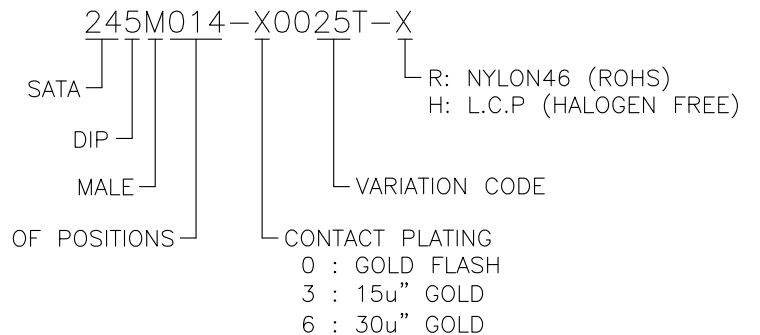 245M014-X0025T-X
R: NYLON46 (ROHS)
SATA
H: L.C.P (HALOGEN FREE)
DIP
MALE
VARIATION CODE
OF POSITIONS
CONTACT PLATING
0 : GOLD FLASH
3 : 15u" GOLD
6 : 30u" GOLD